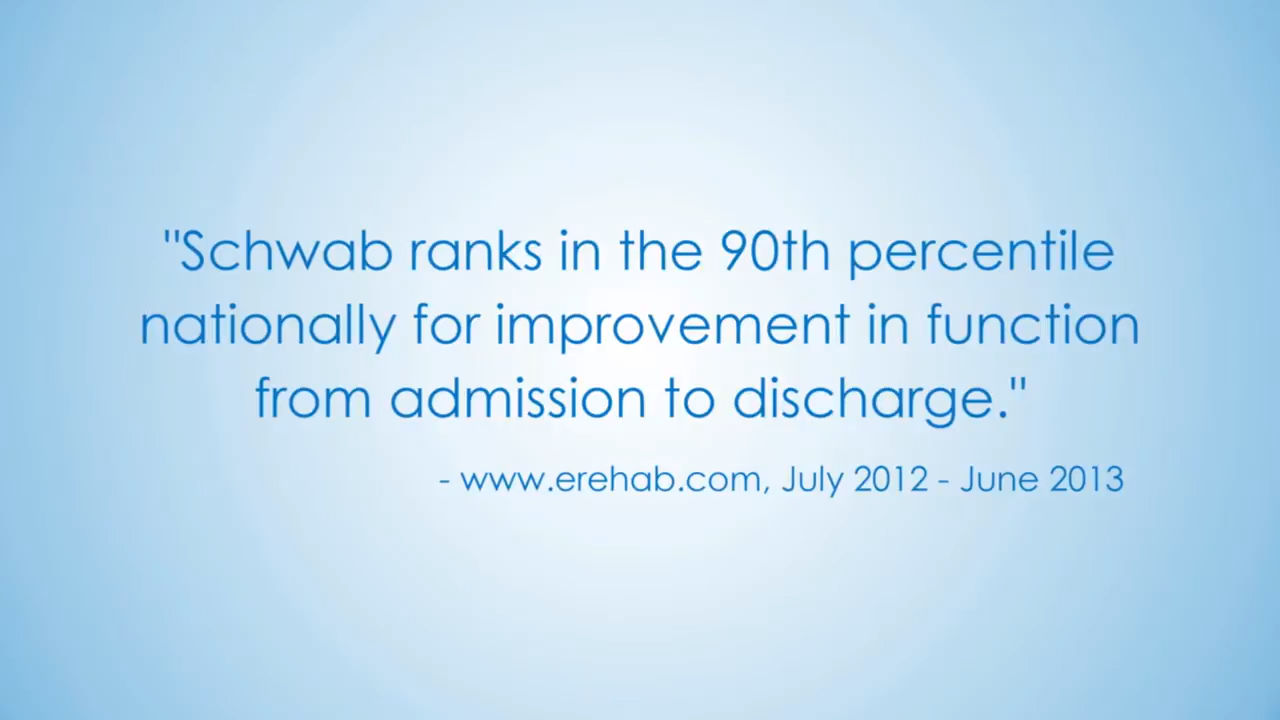 "Schwab ranks in the 90th percentile
nationally for improvement in function
from admission to discharge."
- www.erehab.com, July 2012 - June 2013